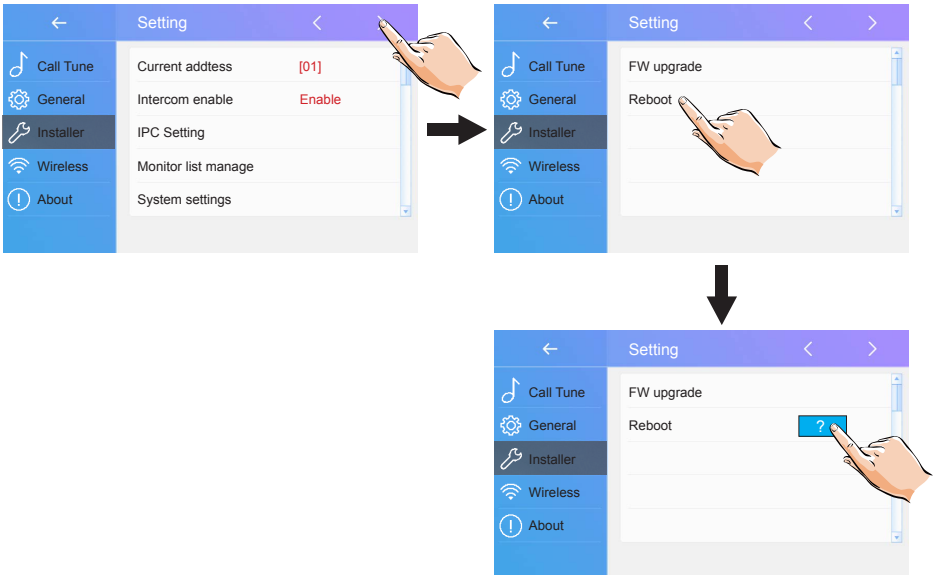 Setting
Call Tune
General
Installer
Wireless
About
Current addtess [01]
Intercom enable Enable
IPC Setting
Monitor list manage
System settings
Setting
Call Tune
General
Installer
Wireless
About
FW upgrade
Reboot
Setting
Call Tune
General
Installer
Wireless
About
FW upgrade
Reboot ?